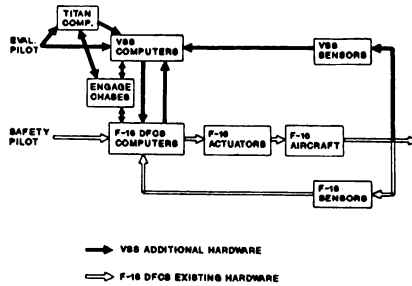 TITAN
COMP.
EVAL.
PILOT
VSS
COMPUTERS
VSS
SENSORS
ENGAGE
CHASES
SAFETY
PILOT
F-16 DFCS
COMPUTERS
F-16
ACTUATORS
F-16
AIRCRAFT
F-16
SENSORS
VSS ADDITIONAL HARDWARE
F-16 DFCS EXISTING HARDWARE